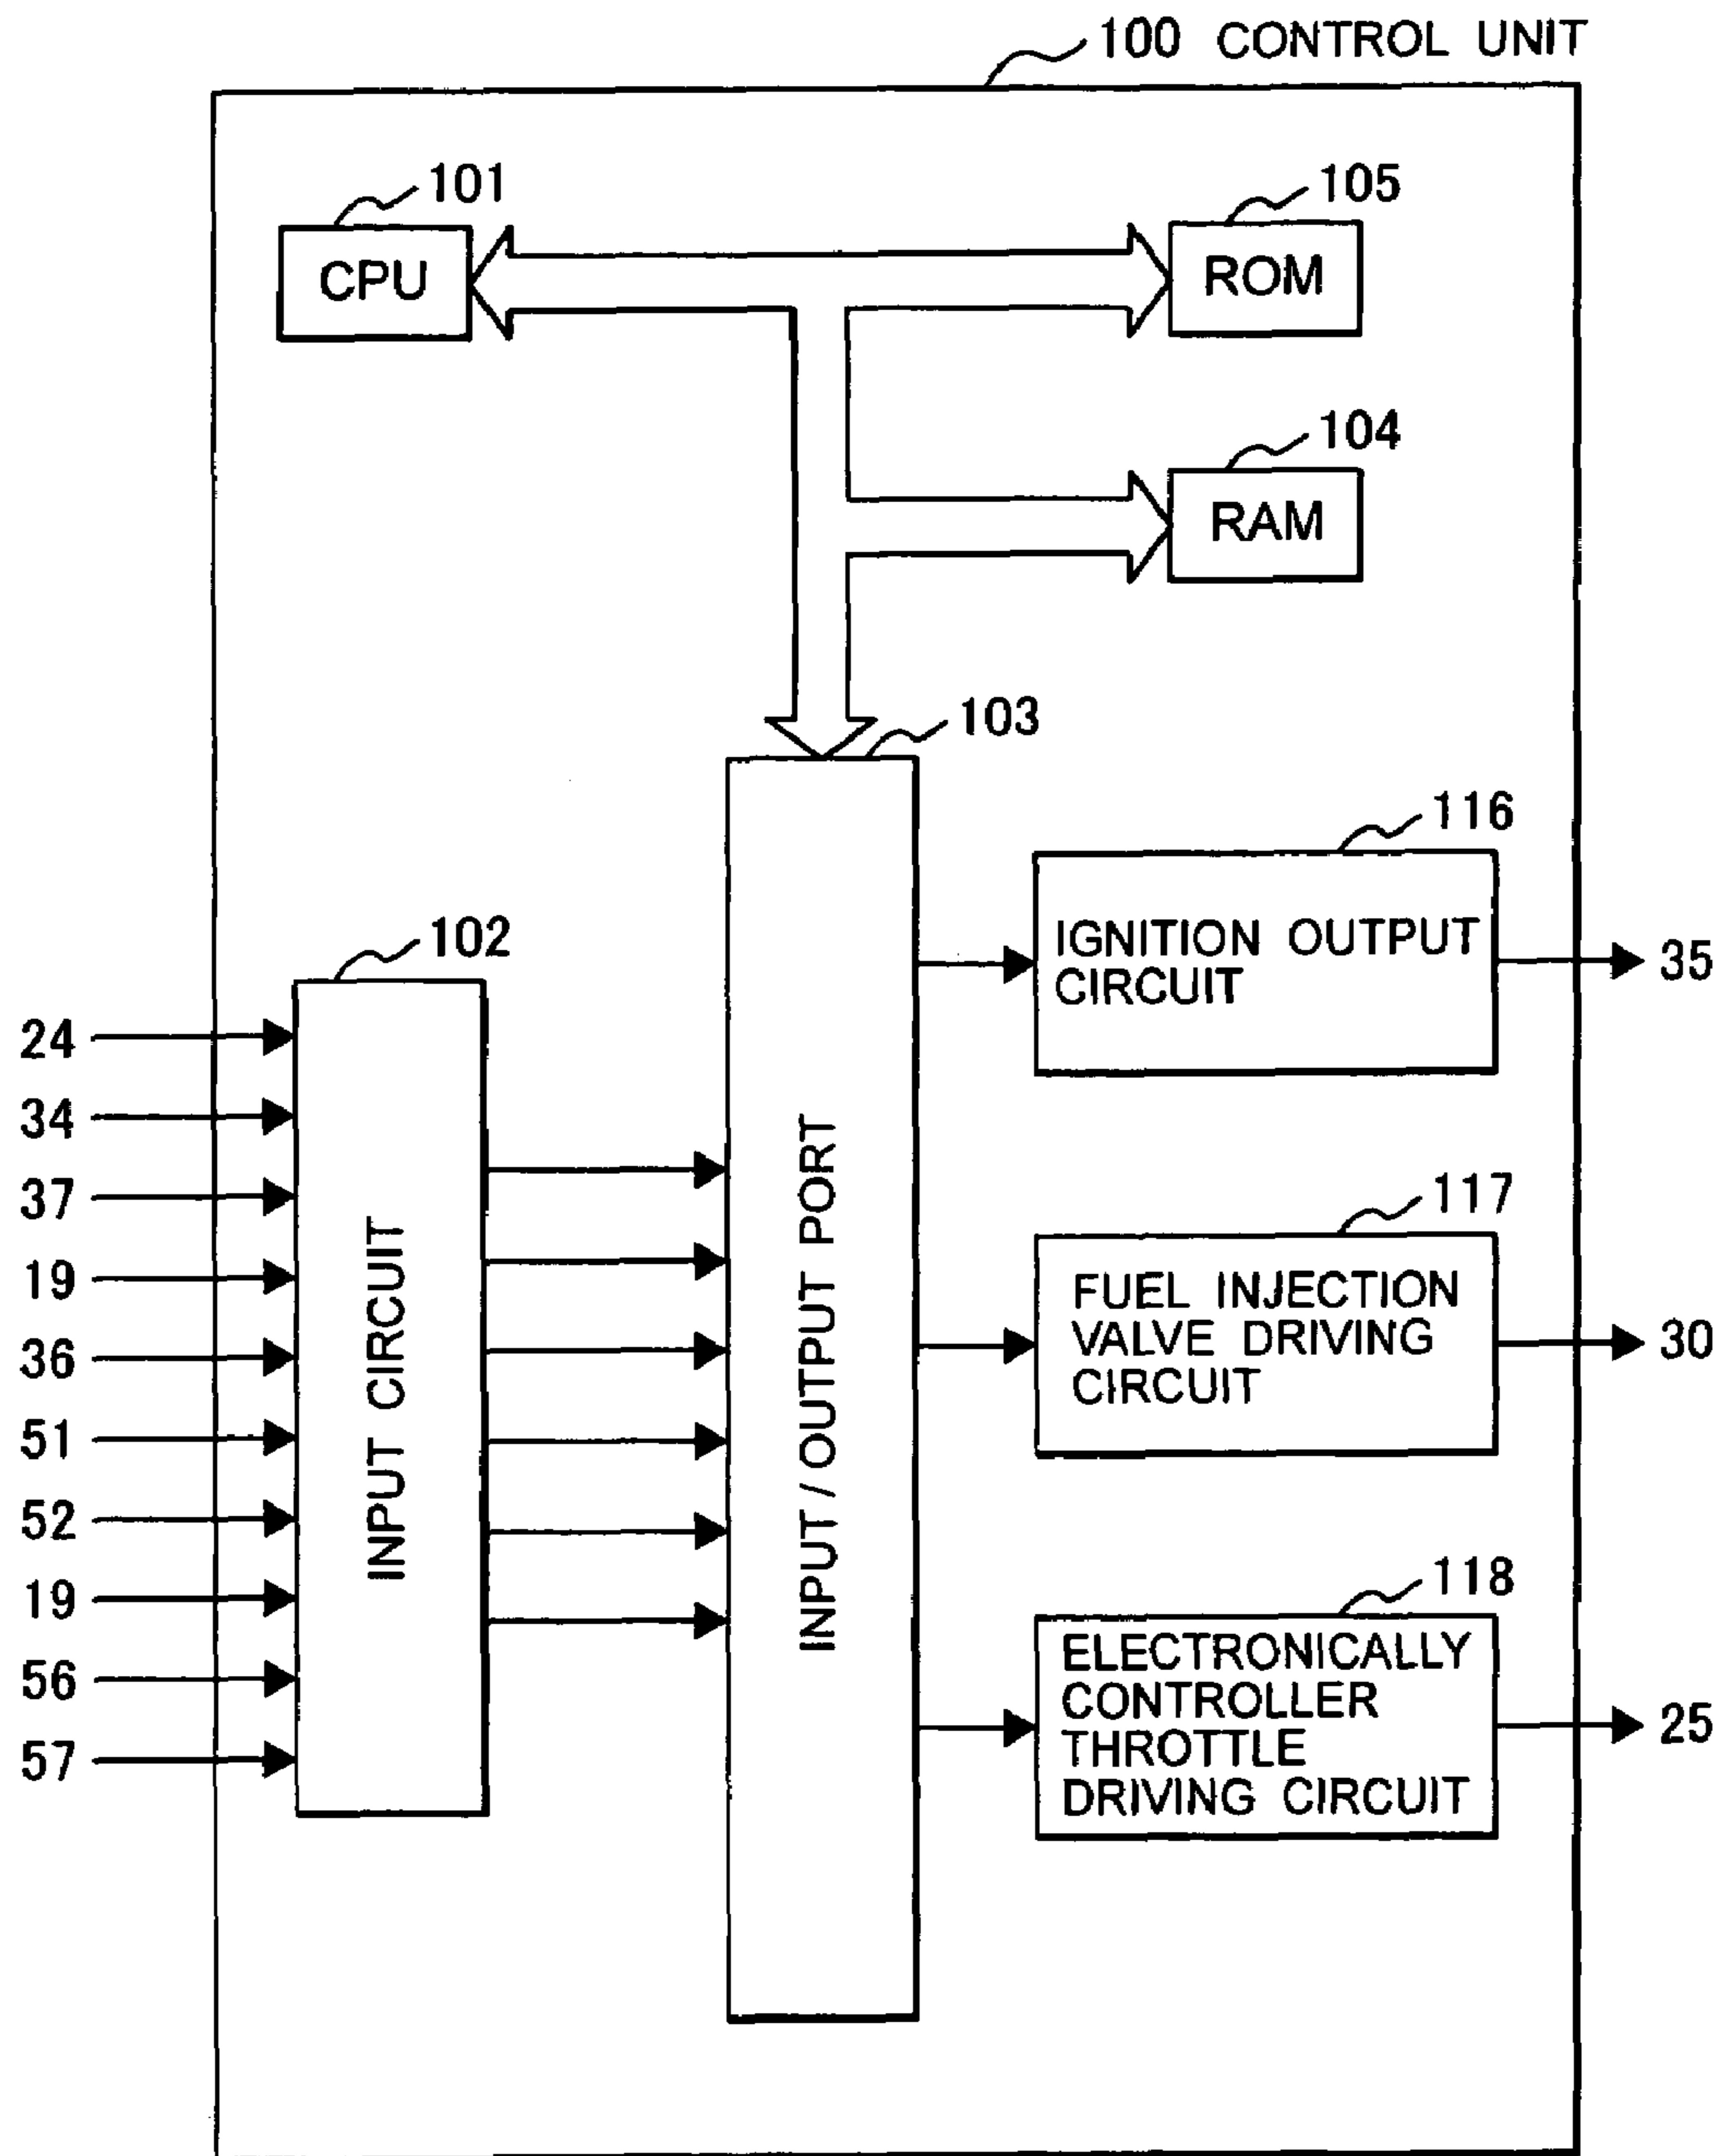 100 CONTROL UNIT
101
CPU
105
ROM
104
RAM
103
INPUT / OUTPUT PORT
102
INPUT CIRCUIT
24
34
37
19
36
51
52
19
56
57
116
IGNITION OUTPUT
CIRCUIT
35
117
FUEL INJECTION
VALVE DRIVING
CIRCUIT
30
118
ELECTRONICALLY
CONTROLLER
THROTTLE
DRIVING CIRCUIT
25